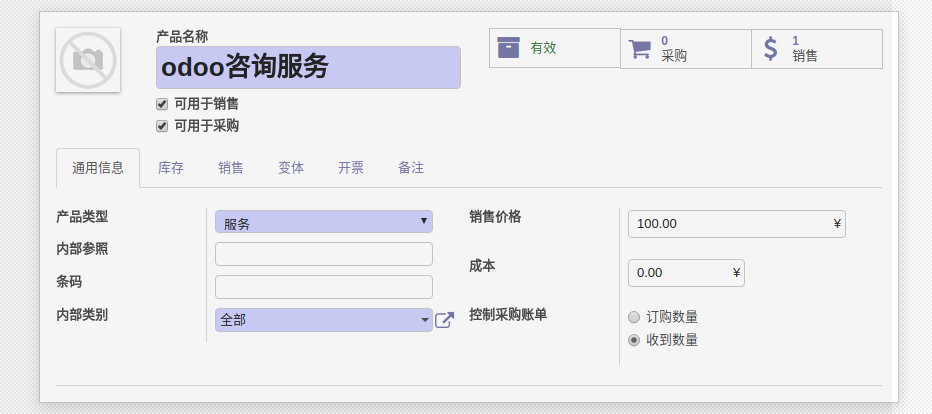 产品名称
odoo咨询服务
可用于销售
可用于采购
有效
0
采购
1
销售
通用信息 库存 销售 变体 开票 备注
产品类型 服务
内部参照
条码
内部类别 全部
销售价格 100.00 ¥
成本 0.00 ¥
控制采购账单 订购数量
收到数量